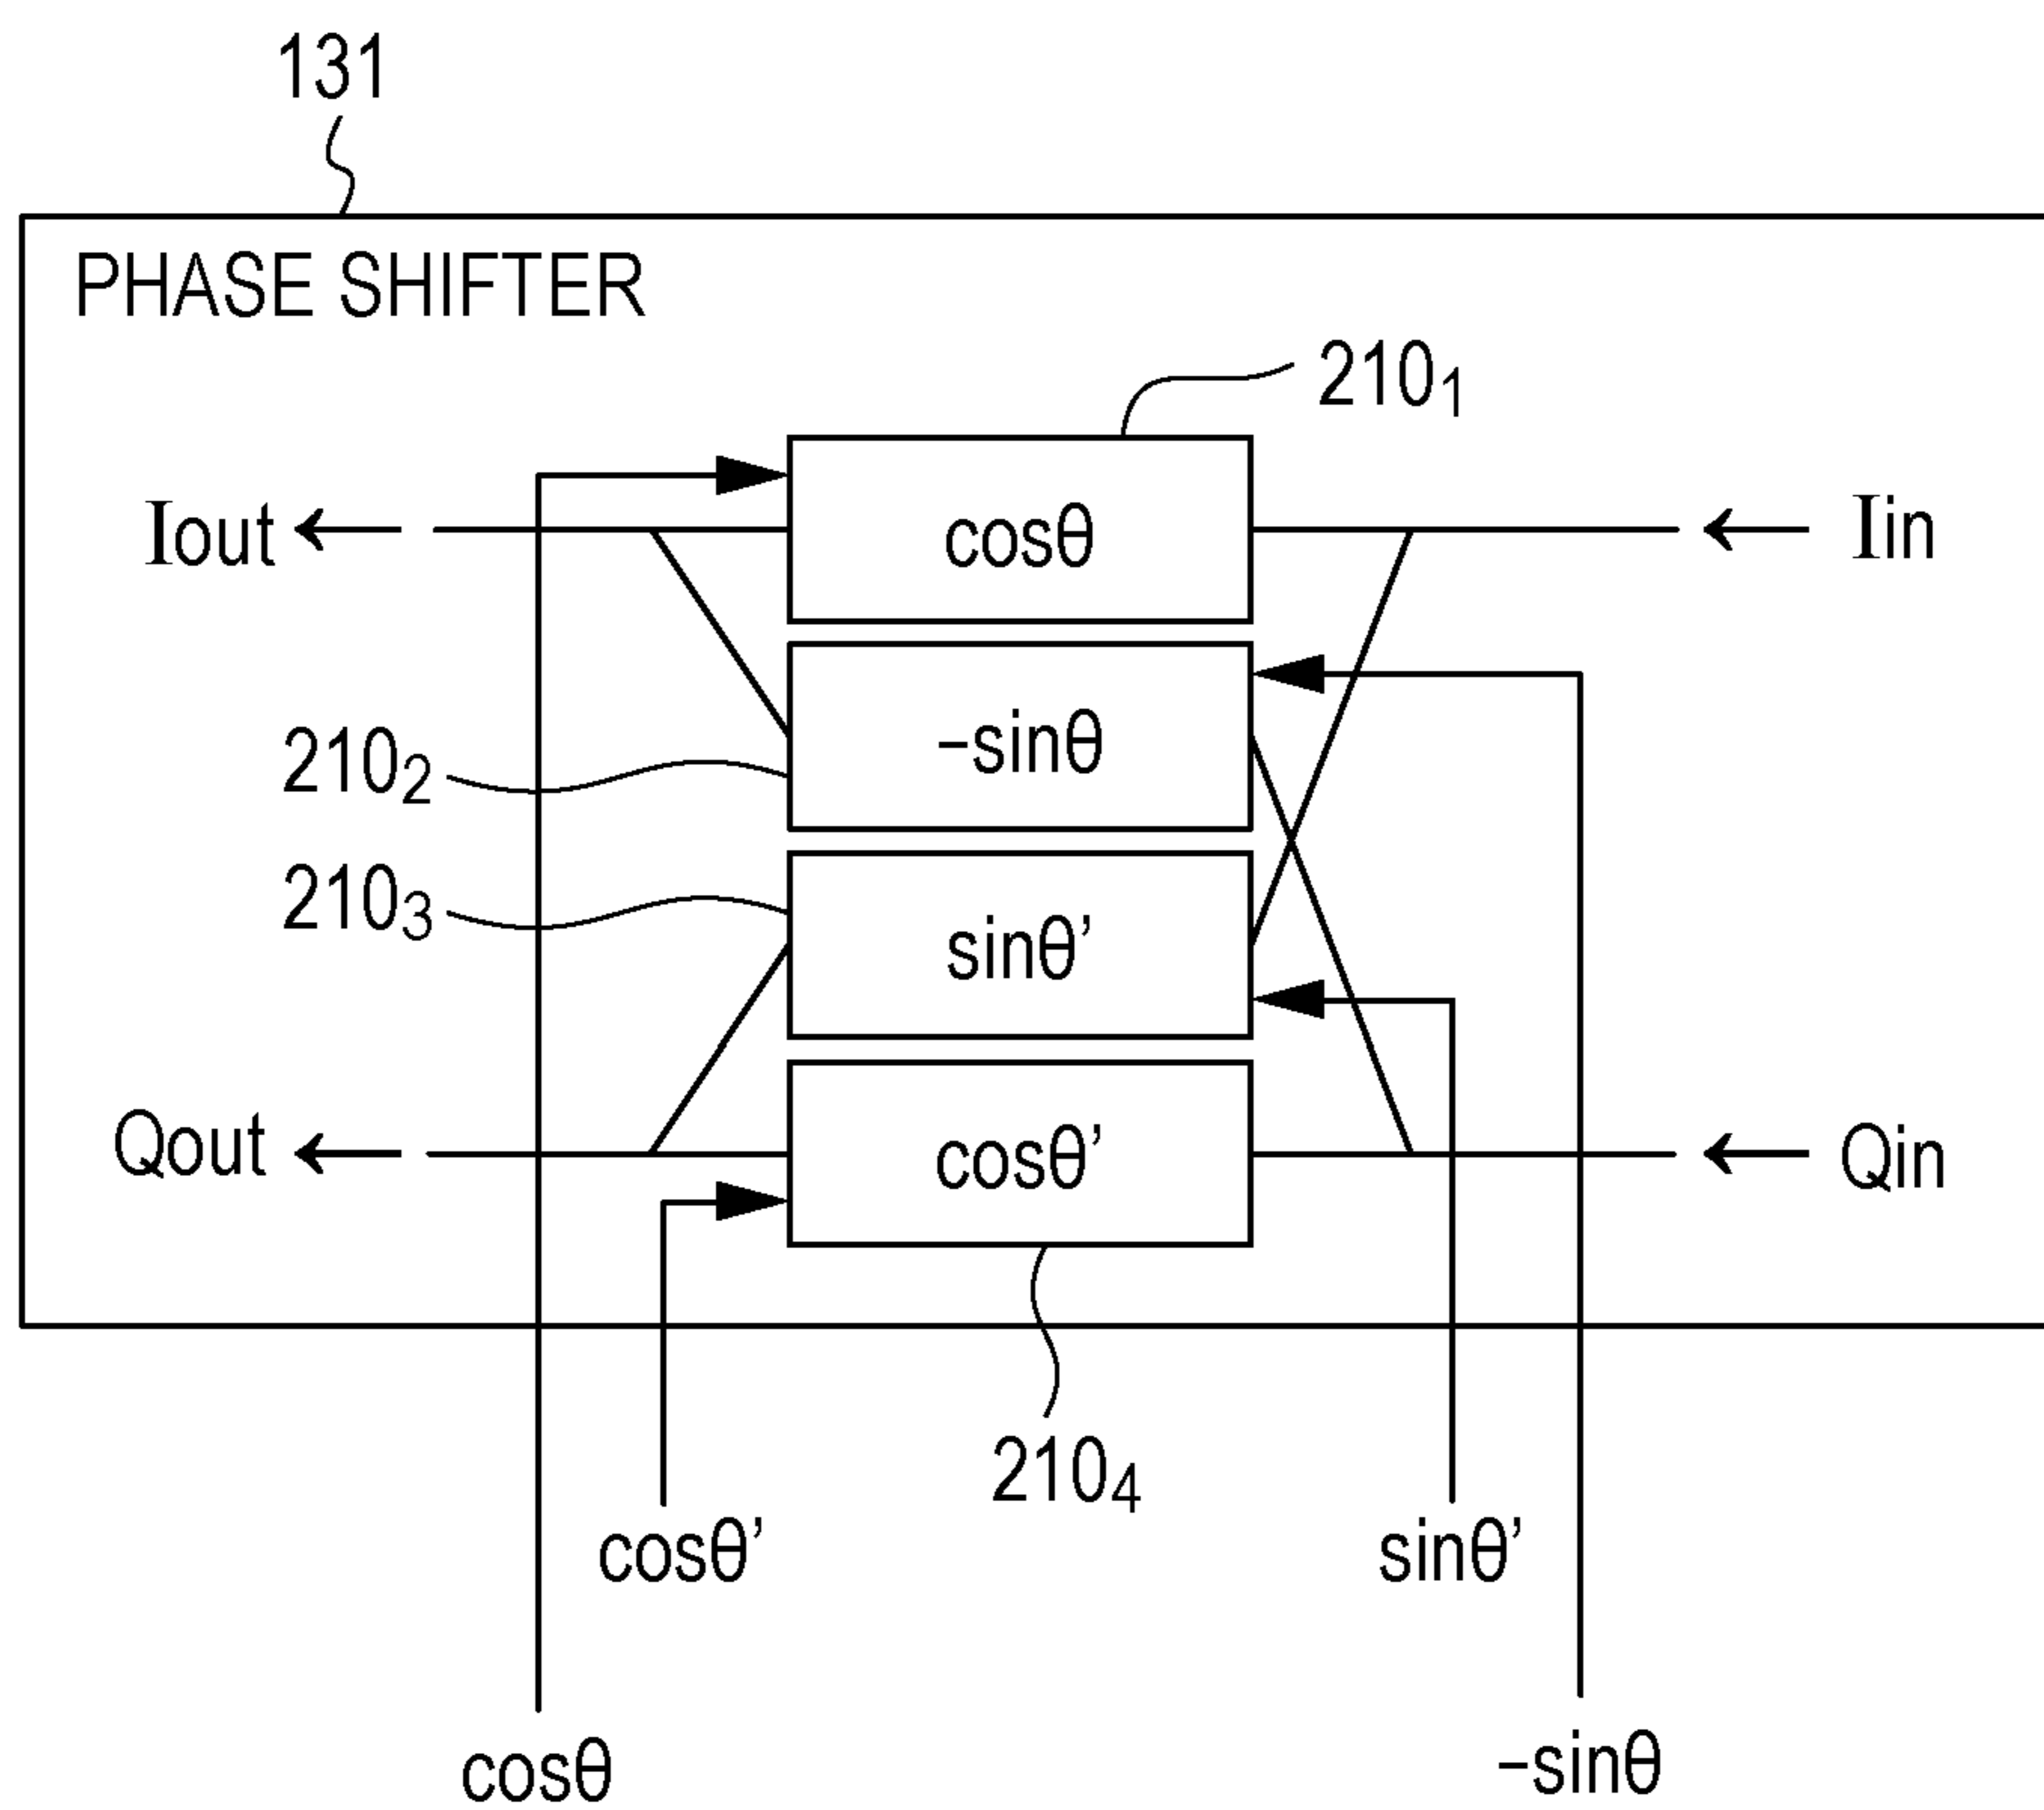 131
PHASE SHIFTER
210₁
Iout
cosθ
Iin
210₂
-sinθ
210₃
sinθ’
Qout
cosθ’
Qin
210₄
cosθ’
sinθ’
cosθ
-sinθ